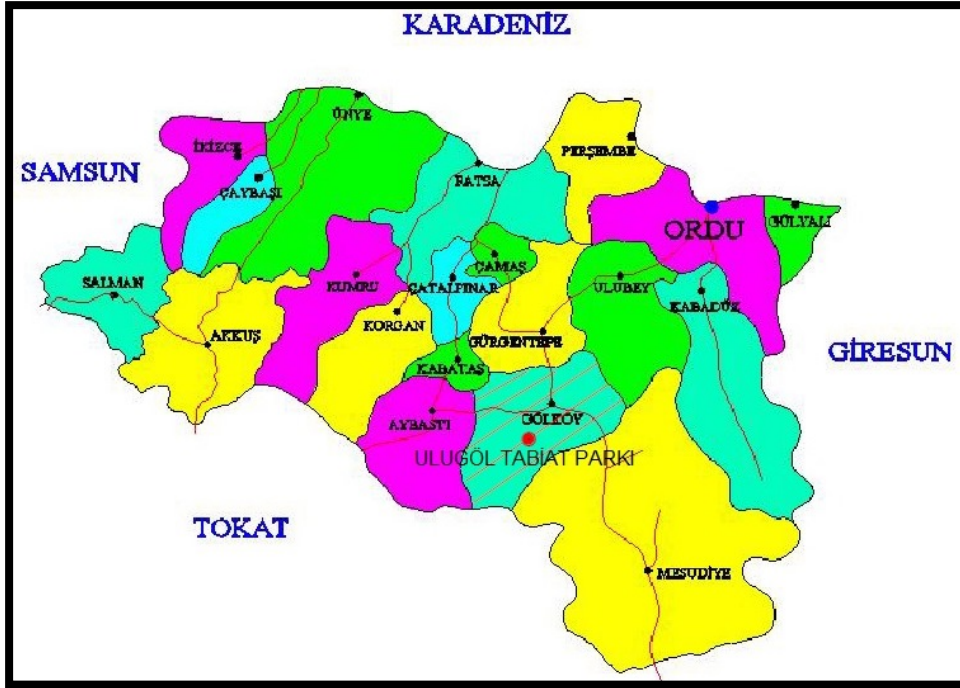 KARADENİZ
ÜNYE
İKİZCE
PERŞEMBE
SAMSUN
FATSA
ÇAYBAŞI
GÜLYALI
ORDU
ÇAMAŞ
SALMAN
KUMRU
ÇATALPINAR
ULUBEY
KABADÜZ
KORGAN
AKKUŞ
GÜRGENTEPE
GİRESUN
KABATAŞ
AYBASTI
GÖLKÖY
ULUGÖL TABİAT PARKI
TOKAT
MESUDİYE